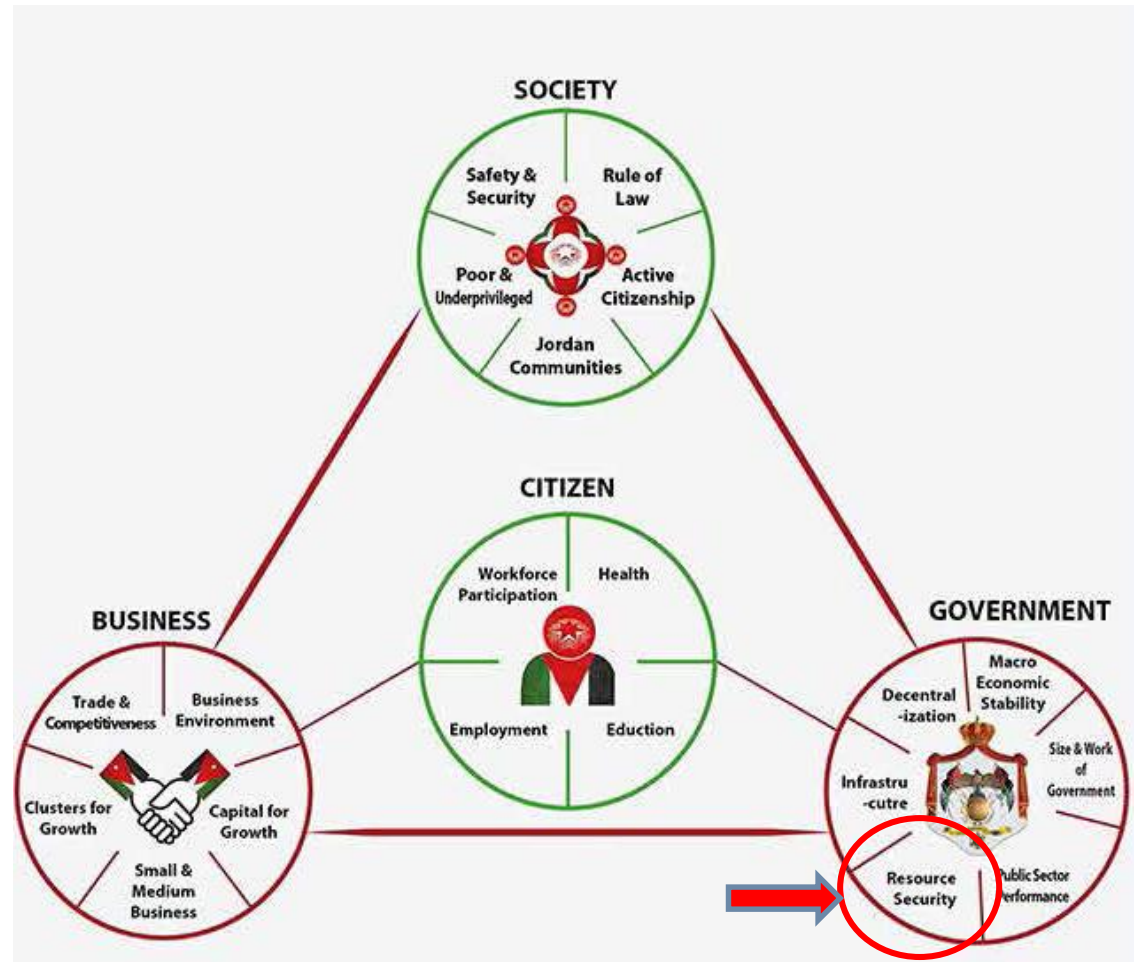 SOCIETY
Safety &
Security
Rule of
Law
Poor &
Underprivileged
Active
Citizenship
Jordan
Communities
CITIZEN
Workforce
Participation
Health
Employment
Eduction
BUSINESS
Trade &
Competitiveness
Business
Environment
Clusters for
Growth
Capital for
Growth
Small &
Medium
Business
GOVERNMENT
Macro
Economic
Stability
Decentral
-ization
Size & Work
of
Government
Infrastru
-cutre
Resource
Security
Public Sector
Performance